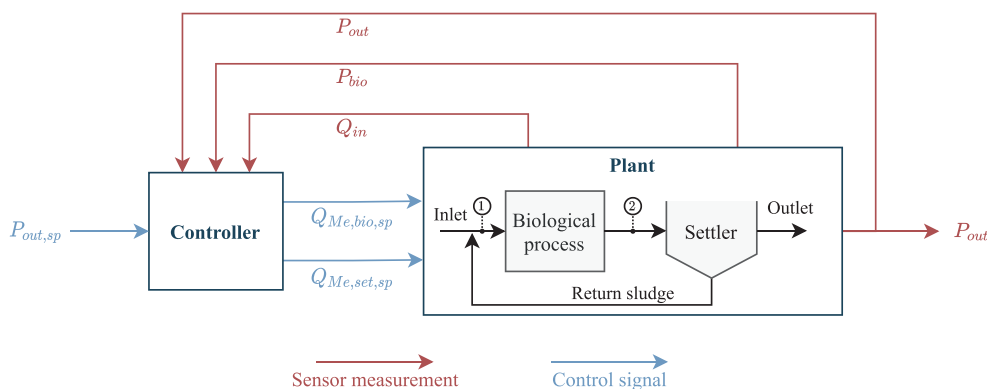 P_out
P_bio
Q_in
Plant
Inlet
1
2
Outlet
Biological
process
Settler
Return sludge
Controller
P_out,sp
Q_Me,bio,sp
Q_Me,set,sp
P_out
Sensor measurement
Control signal